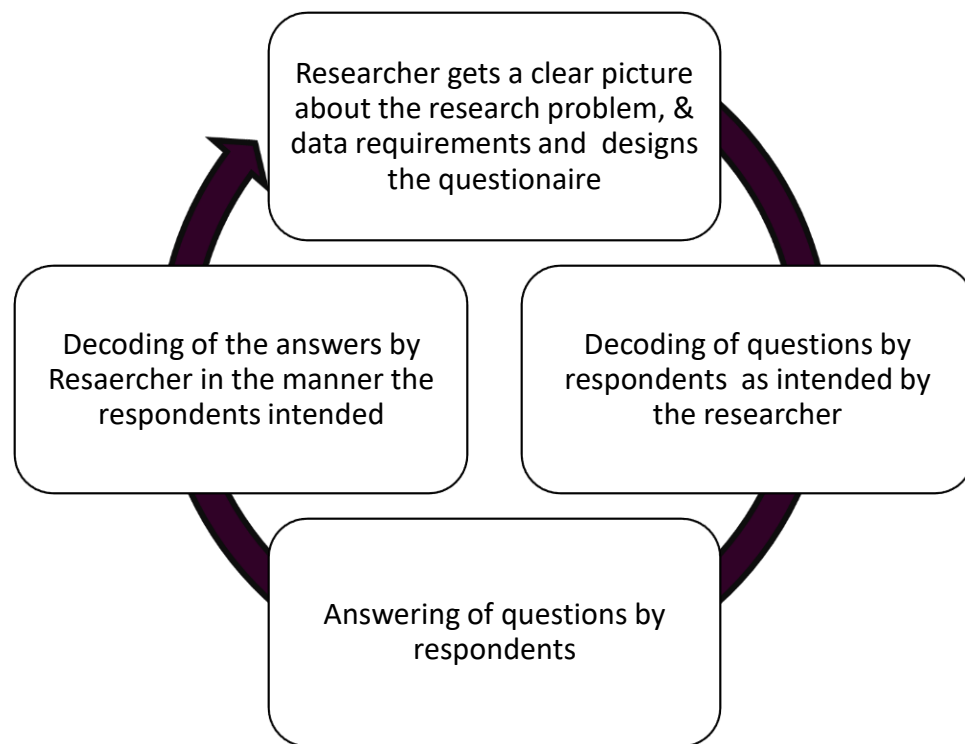 Researcher gets a clear picture
about the research problem, &
data requirements and  designs
the questionaire
Decoding of questions by
respondents  as intended by
the researcher
Answering of questions by
respondents
Decoding of the answers by
Resaercher in the manner the
respondents intended